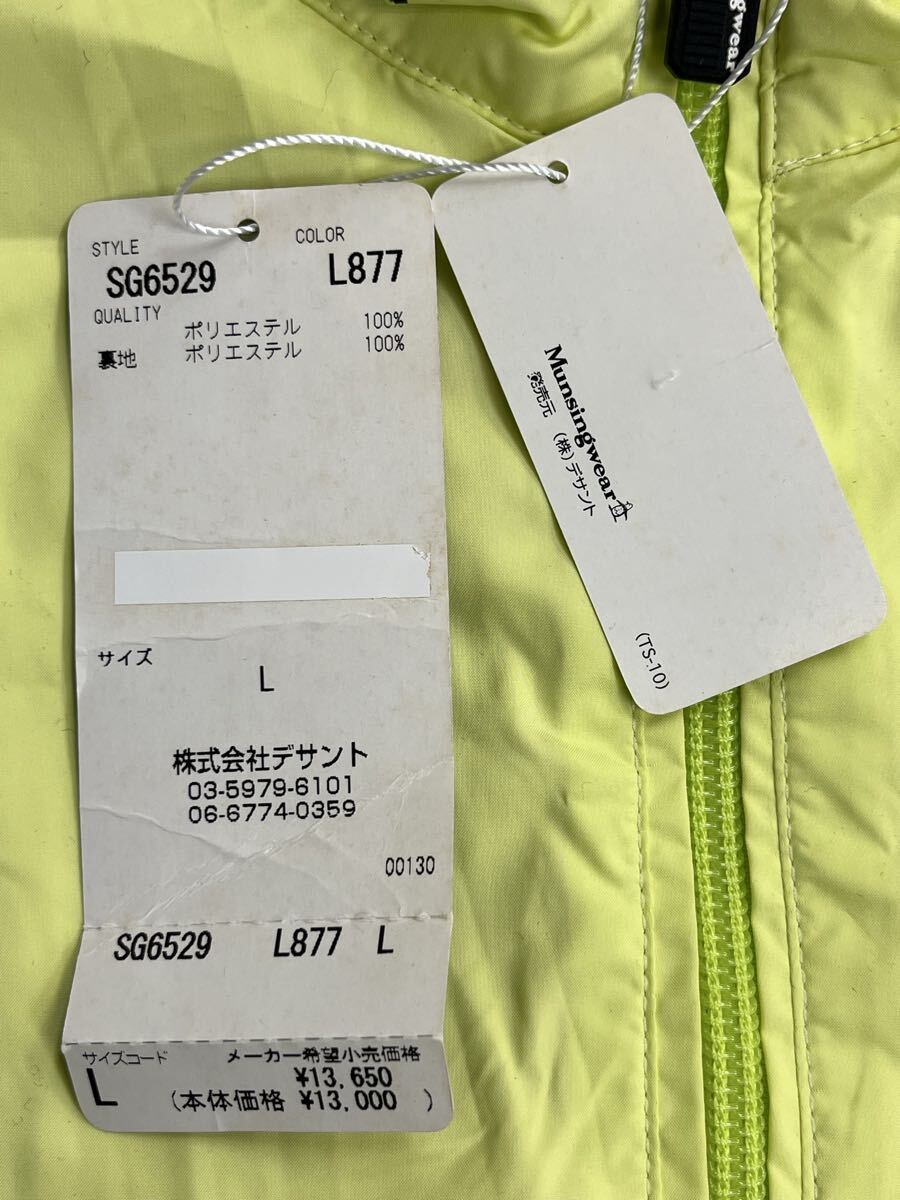 STYLE COLOR
SG6529 L877
QUALITY
ポリエステル 100%
裏地 ポリエステル 100%
サイズ
L
株式会社デサント
03-5979-6101
06-6774-0359
00130
SG6529 L877 L
サイズコード メーカー希望小売価格
L ¥13,650
(本体価格 ¥13,000 )
Munsingwear
発売元 (株)デサント
(TS-10)
ngwear